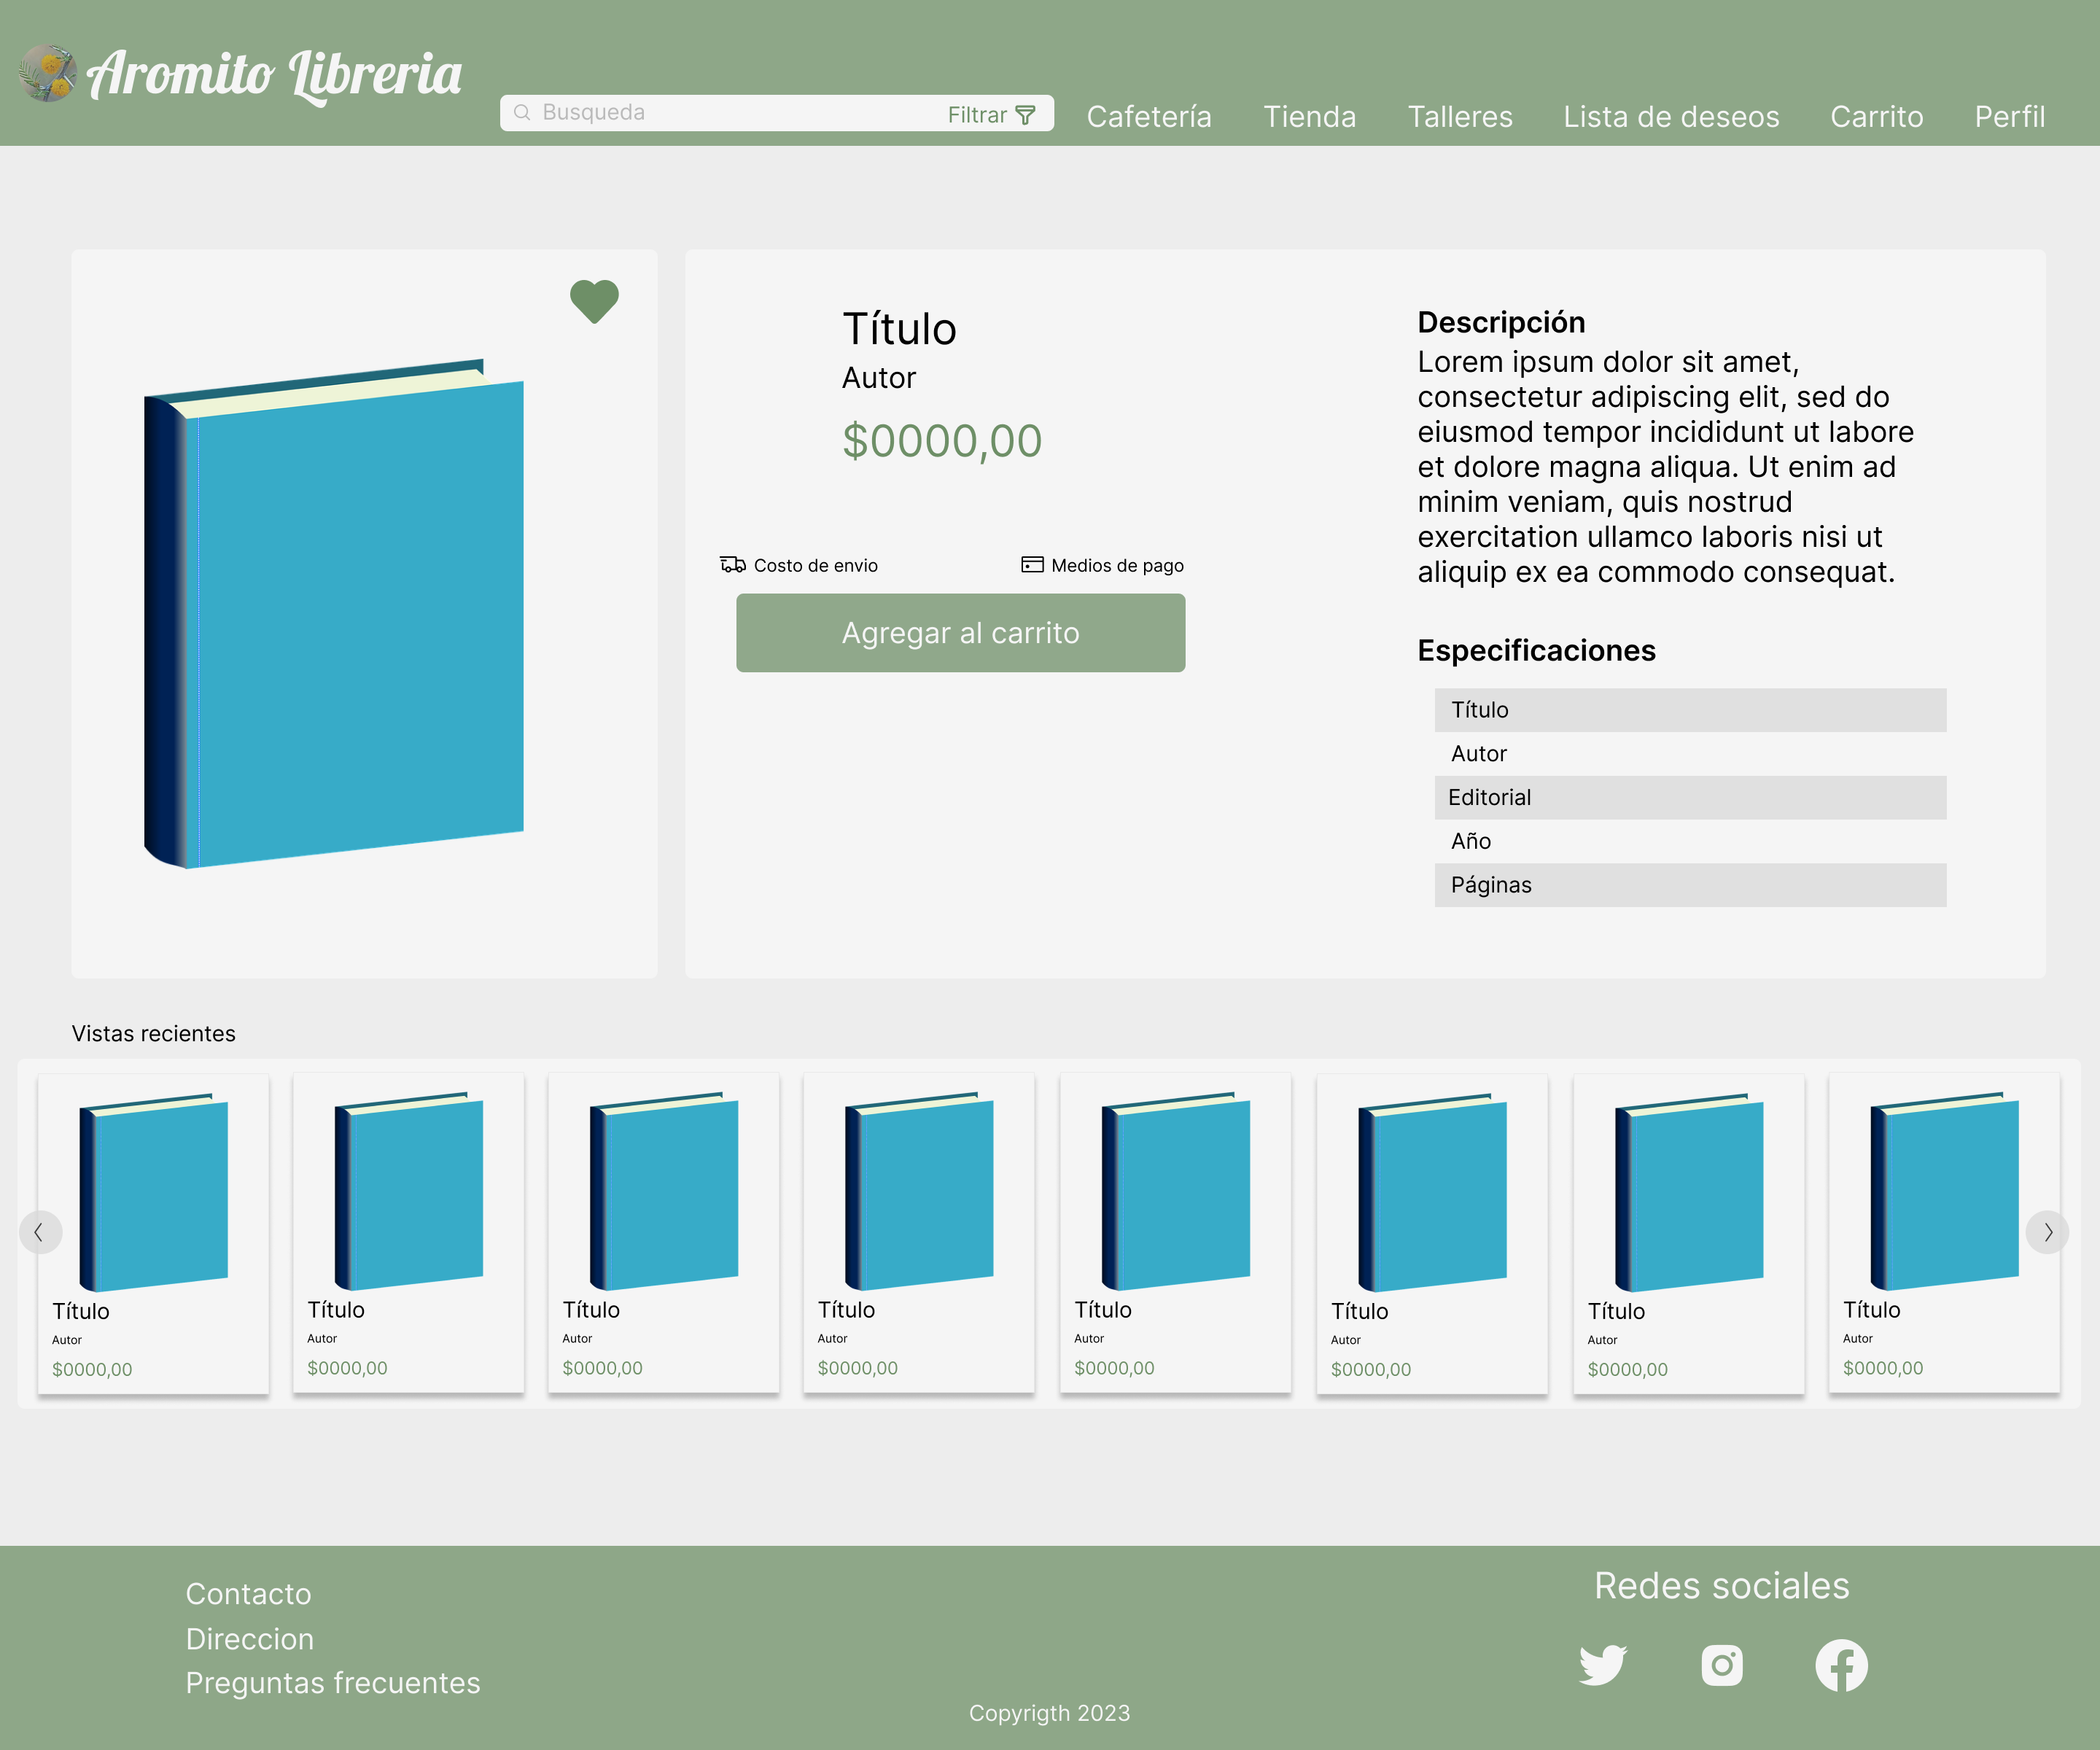 Aromito Libreria
Busqueda
Filtrar
Cafetería
Tienda
Talleres
Lista de deseos
Carrito
Perfil
Título
Autor
$0000,00
Costo de envio
Medios de pago
Agregar al carrito
Descripción
Lorem ipsum dolor sit amet,
consectetur adipiscing elit, sed do
eiusmod tempor incididunt ut labore
et dolore magna aliqua. Ut enim ad
minim veniam, quis nostrud
exercitation ullamco laboris nisi ut
aliquip ex ea commodo consequat.
Especificaciones
Título
Autor
Editorial
Año
Páginas
Vistas recientes
Título
Autor
$0000,00
Título
Autor
$0000,00
Título
Autor
$0000,00
Título
Autor
$0000,00
Título
Autor
$0000,00
Título
Autor
$0000,00
Título
Autor
$0000,00
Título
Autor
$0000,00
Contacto
Direccion
Preguntas frecuentes
Redes sociales
Copyrigth 2023